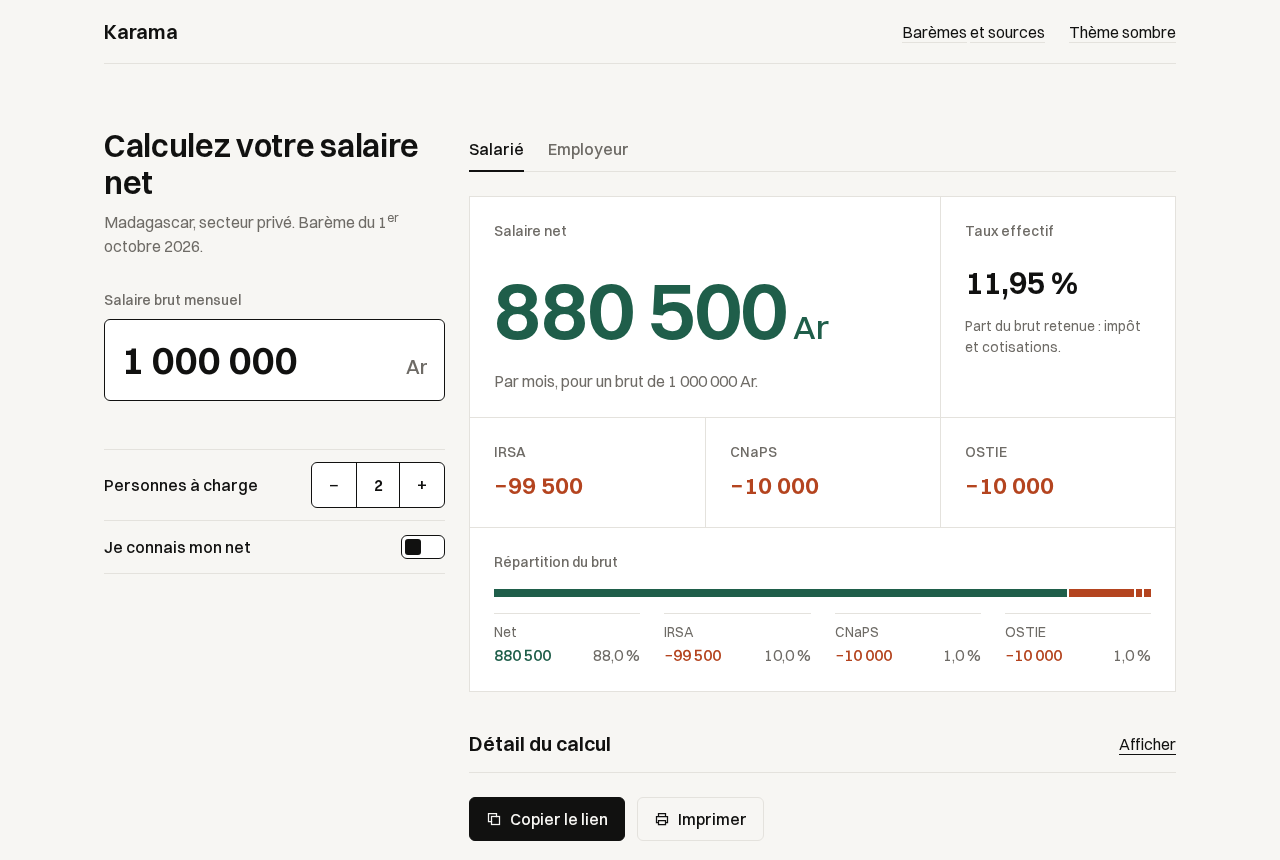 Karama
Barèmes et sources
Thème sombre
Calculez votre salaire
net
Madagascar, secteur privé. Barème du 1er
octobre 2026.
Salaire brut mensuel
1 000 000 Ar
Personnes à charge
− 2 +
Je connais mon net
Salarié Employeur
Salaire net
880 500 Ar
Par mois, pour un brut de 1 000 000 Ar.
Taux effectif
11,95 %
Part du brut retenue : impôt
et cotisations.
IRSA
−99 500
CNaPS
−10 000
OSTIE
−10 000
Répartition du brut
Net
880 500 88,0 %
IRSA
−99 500 10,0 %
CNaPS
−10 000 1,0 %
OSTIE
−10 000 1,0 %
Détail du calcul
Afficher
Copier le lien
Imprimer